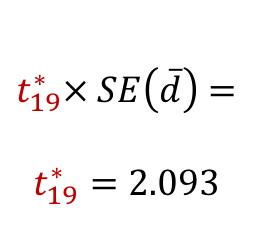 t*₁₉ × SE(d̄) =
t*₁₉ = 2.093